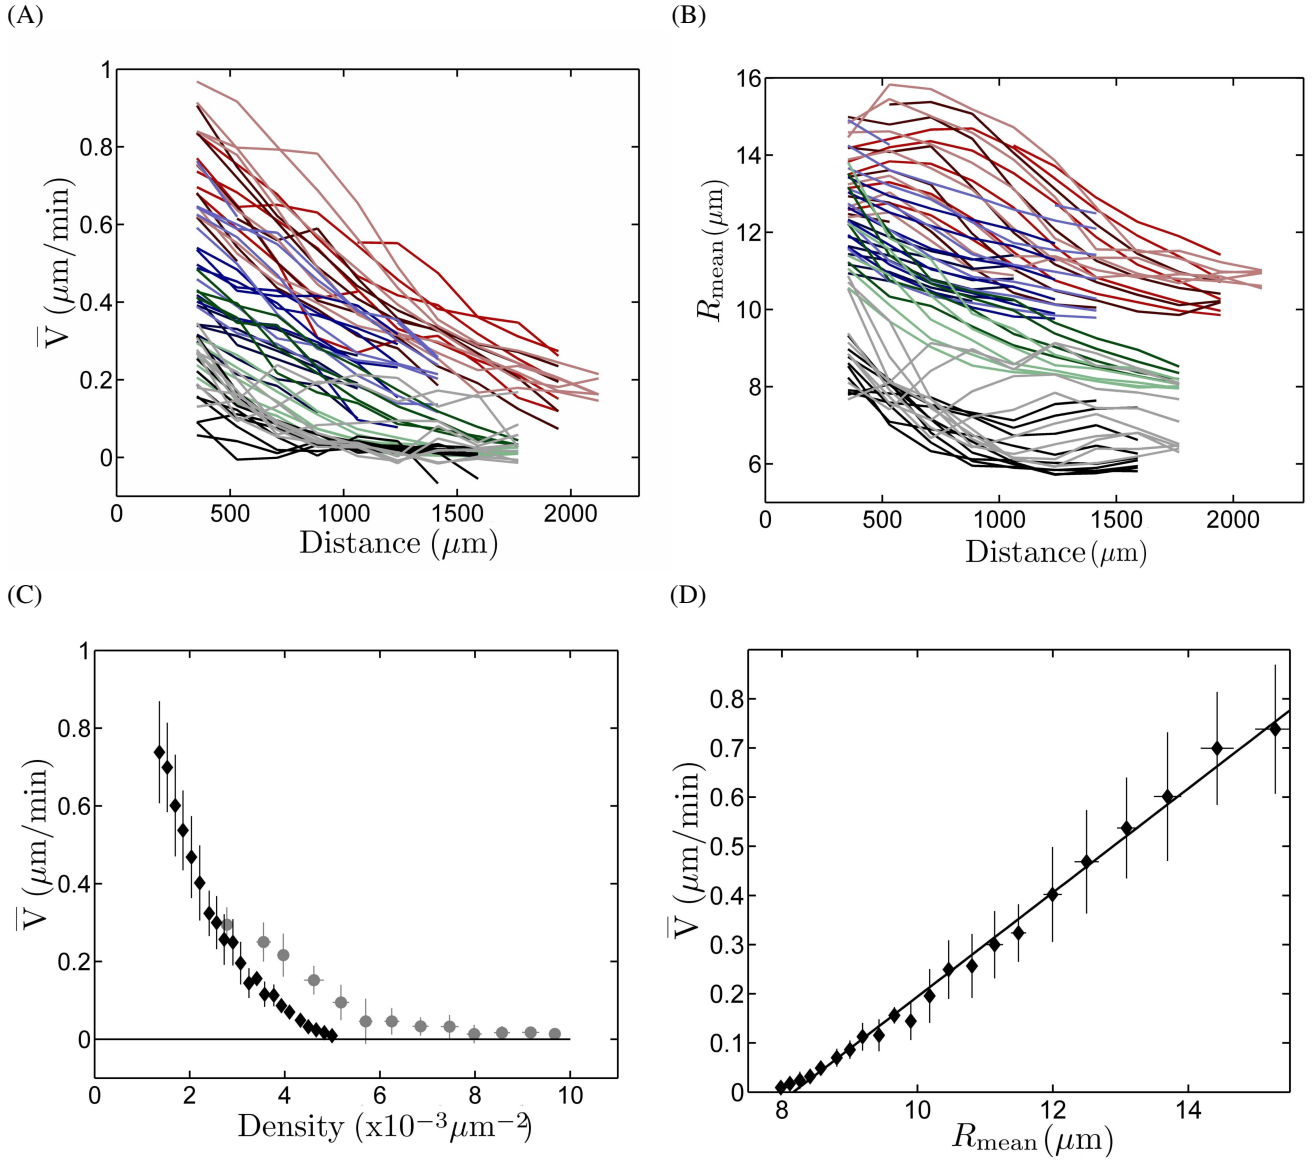 (A)
(B)
V̅ (μm/min)
1
0.8
0.6
0.4
0.2
0
0 500 1000 1500 2000
Distance (μm)
R_mean (μm)
16
14
12
10
8
6
0 500 1000 1500 2000
Distance (μm)
(C)
(D)
V̅ (μm/min)
1
0.8
0.6
0.4
0.2
0
0 2 4 6 8 10
Density (x10⁻³μm⁻²)
V̅ (μm/min)
0.8
0.7
0.6
0.5
0.4
0.3
0.2
0.1
0
8 10 12 14
R_mean (μm)